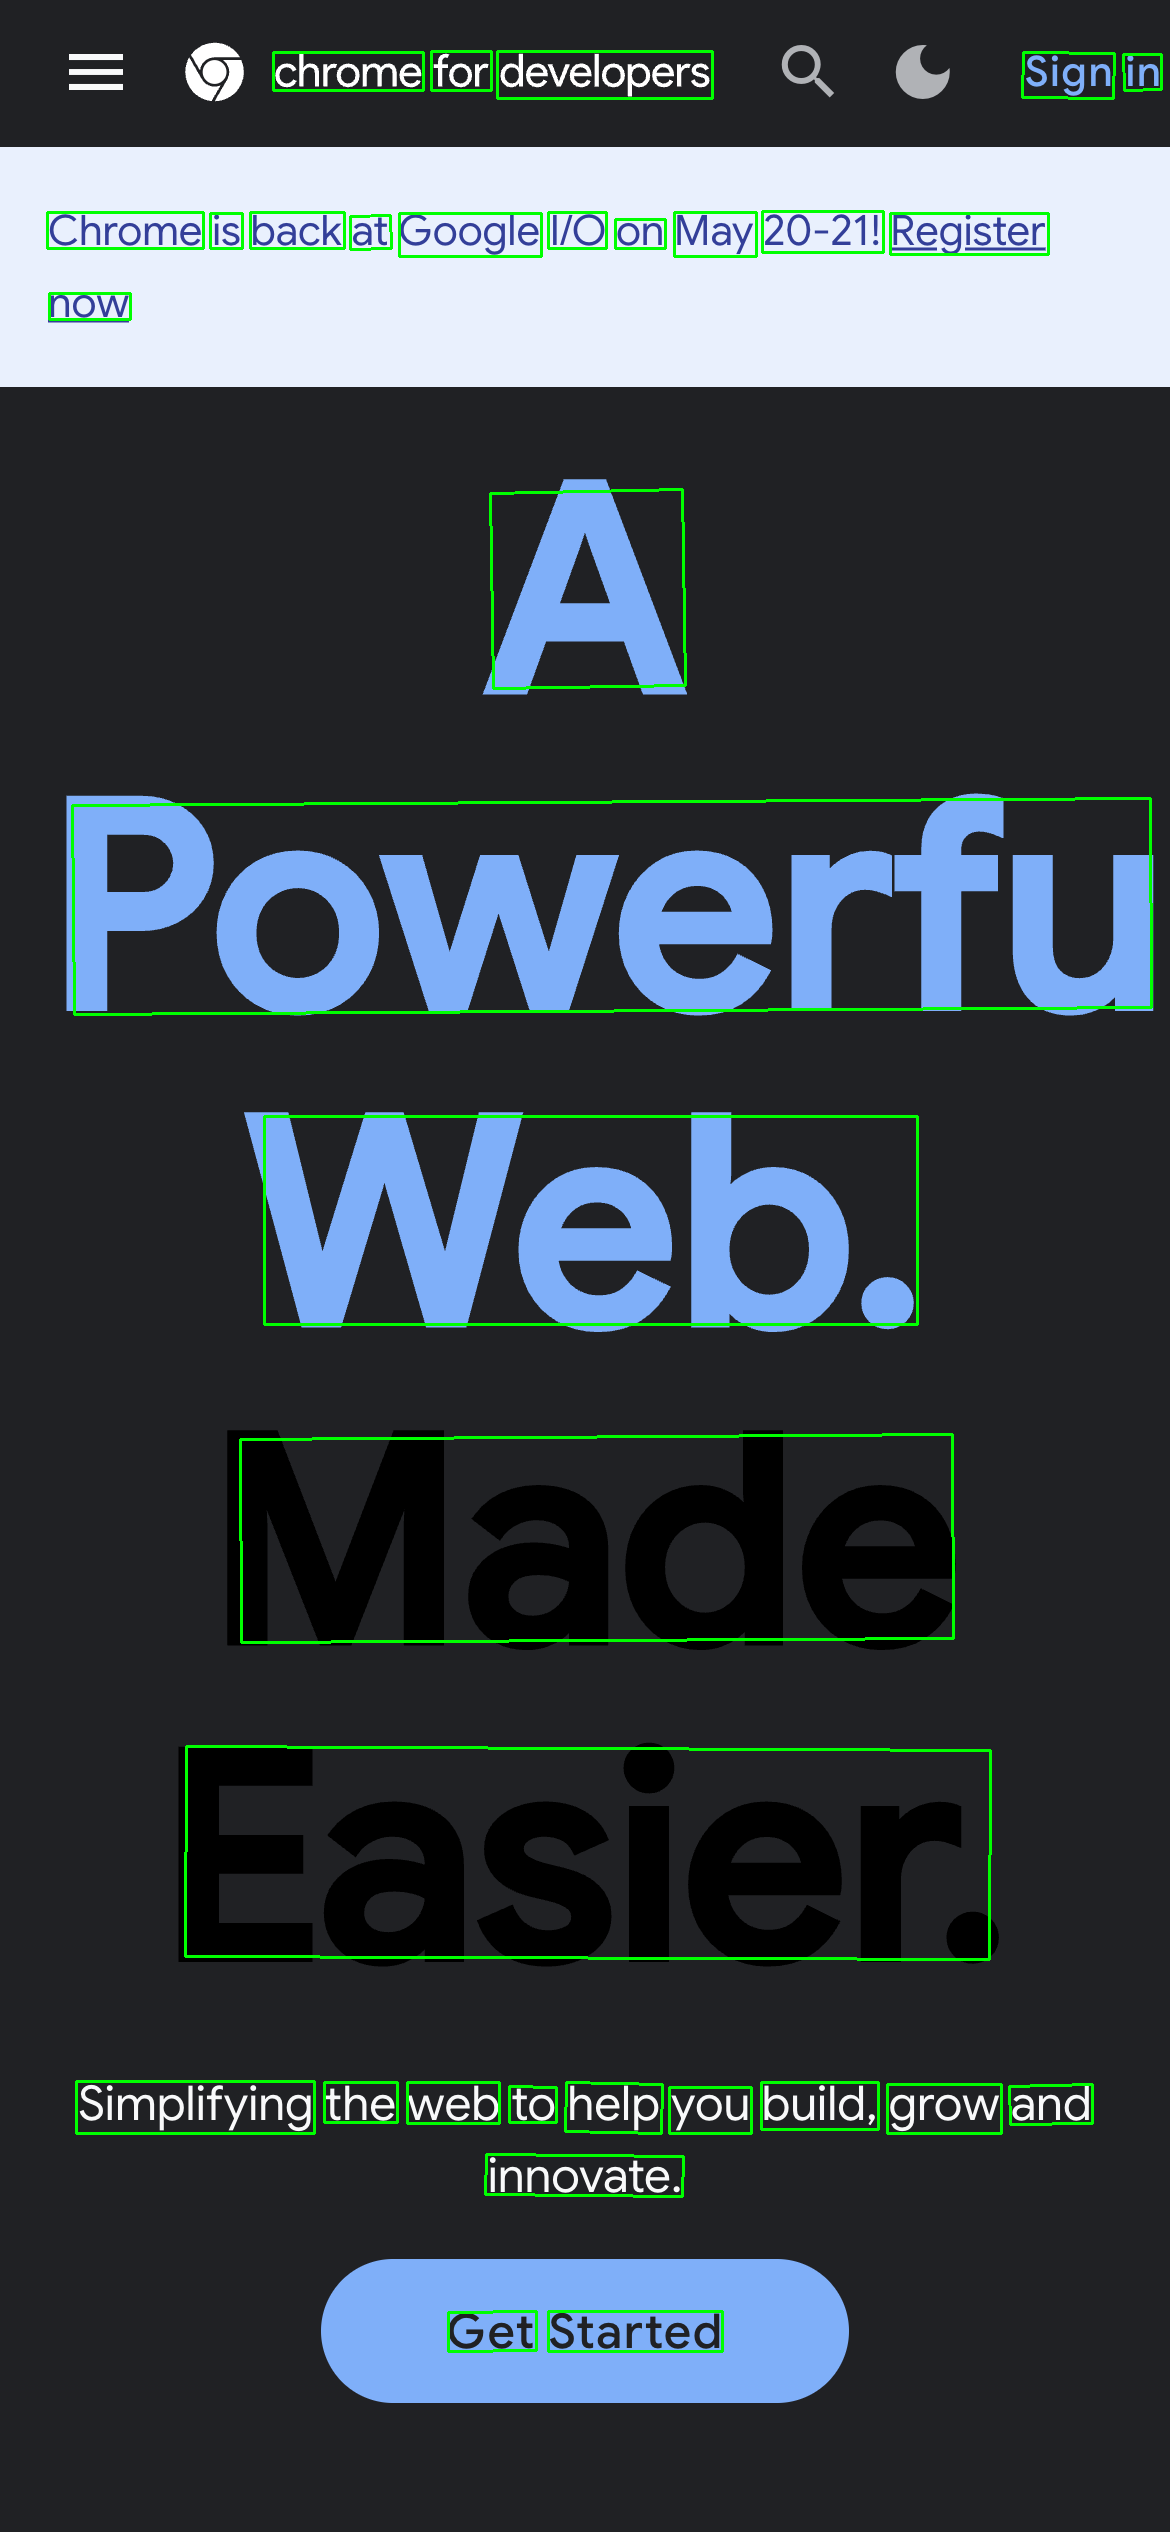 chrome for developers Sign in
Chrome is back at Google I/O on May 20-21! Register
now
A
Powerfu
Web.
Made
Easier.
Simplifying the web to help you build, grow and
innovate.
Get Started